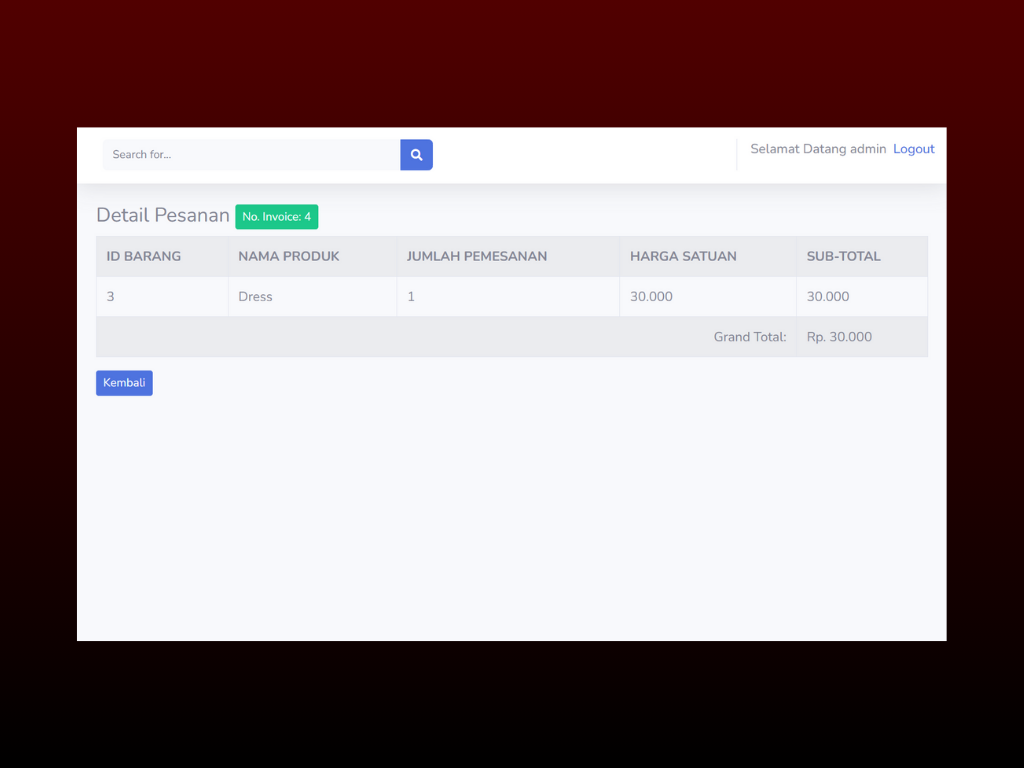 Search for...
Selamat Datang admin Logout
Detail Pesanan No. Invoice: 4
ID BARANG NAMA PRODUK JUMLAH PEMESANAN HARGA SATUAN SUB-TOTAL
3 Dress 1 30.000 30.000
Grand Total: Rp. 30.000
Kembali